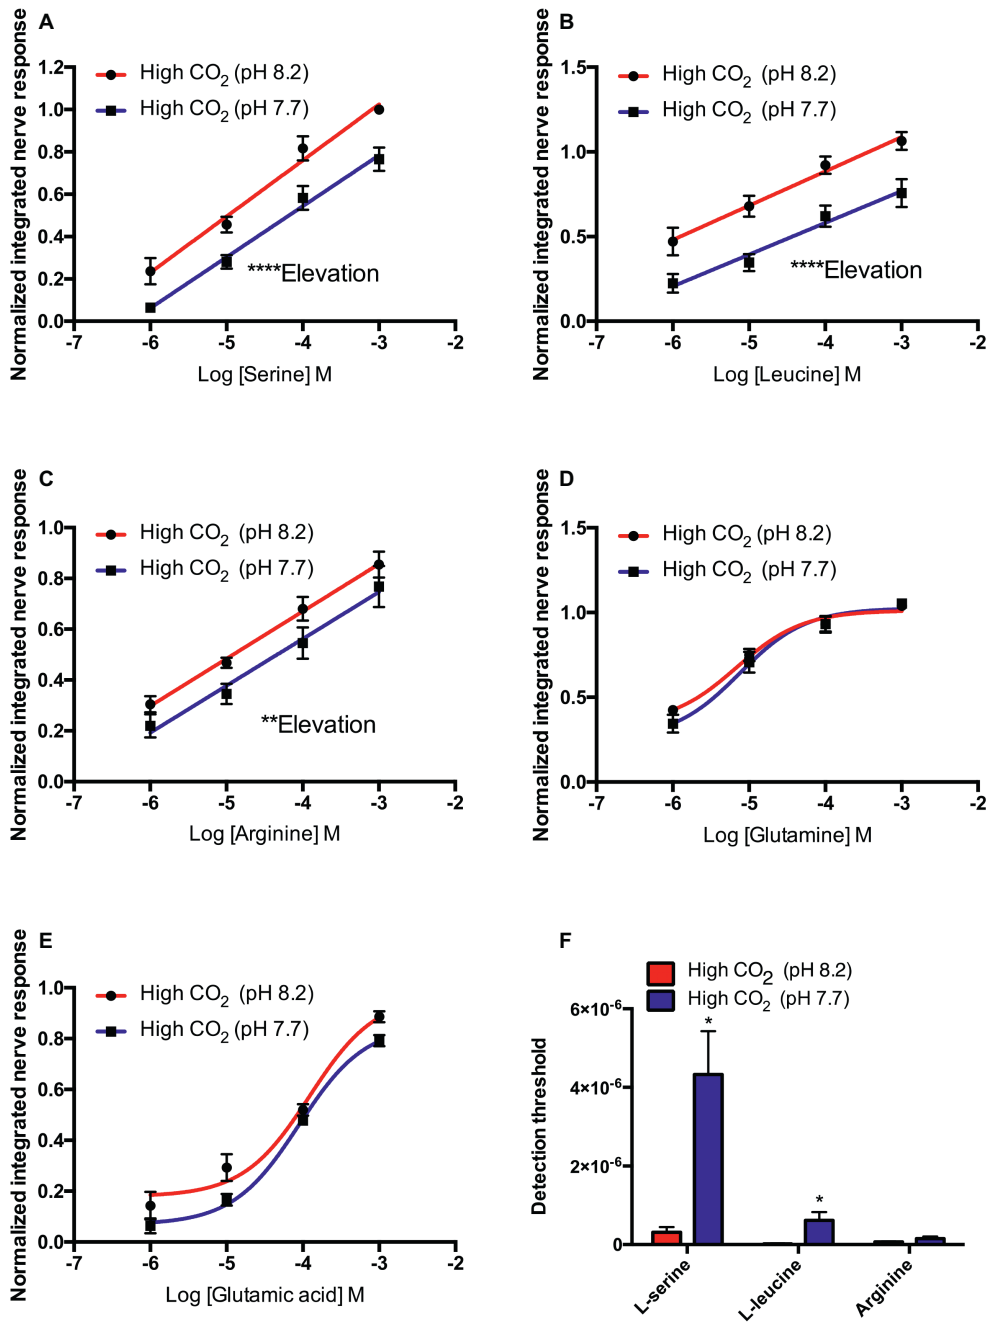 A
Normalized integrated nerve response
High CO2 (pH 8.2)
High CO2 (pH 7.7)
1.2
1.0
0.8
0.6
0.4
0.2
0.0
****Elevation
-7 -6 -5 -4 -3 -2
Log [Serine] M
B
Normalized integrated nerve response
High CO2 (pH 8.2)
High CO2 (pH 7.7)
1.5
1.0
0.5
0.0
****Elevation
-7 -6 -5 -4 -3 -2
Log [Leucine] M
C
Normalized integrated nerve response
High CO2 (pH 8.2)
High CO2 (pH 7.7)
1.0
0.8
0.6
0.4
0.2
0.0
**Elevation
-7 -6 -5 -4 -3 -2
Log [Arginine] M
D
Normalized integrated nerve response
High CO2 (pH 8.2)
High CO2 (pH 7.7)
1.5
1.0
0.5
0.0
-7 -6 -5 -4 -3 -2
Log [Glutamine] M
E
Normalized integrated nerve response
High CO2 (pH 8.2)
High CO2 (pH 7.7)
1.0
0.8
0.6
0.4
0.2
0.0
-7 -6 -5 -4 -3 -2
Log [Glutamic acid] M
F
Detection threshold
High CO2 (pH 8.2)
High CO2 (pH 7.7)
6×10-6
4×10-6
2×10-6
0
*
*
L-serine
L-leucine
Arginine